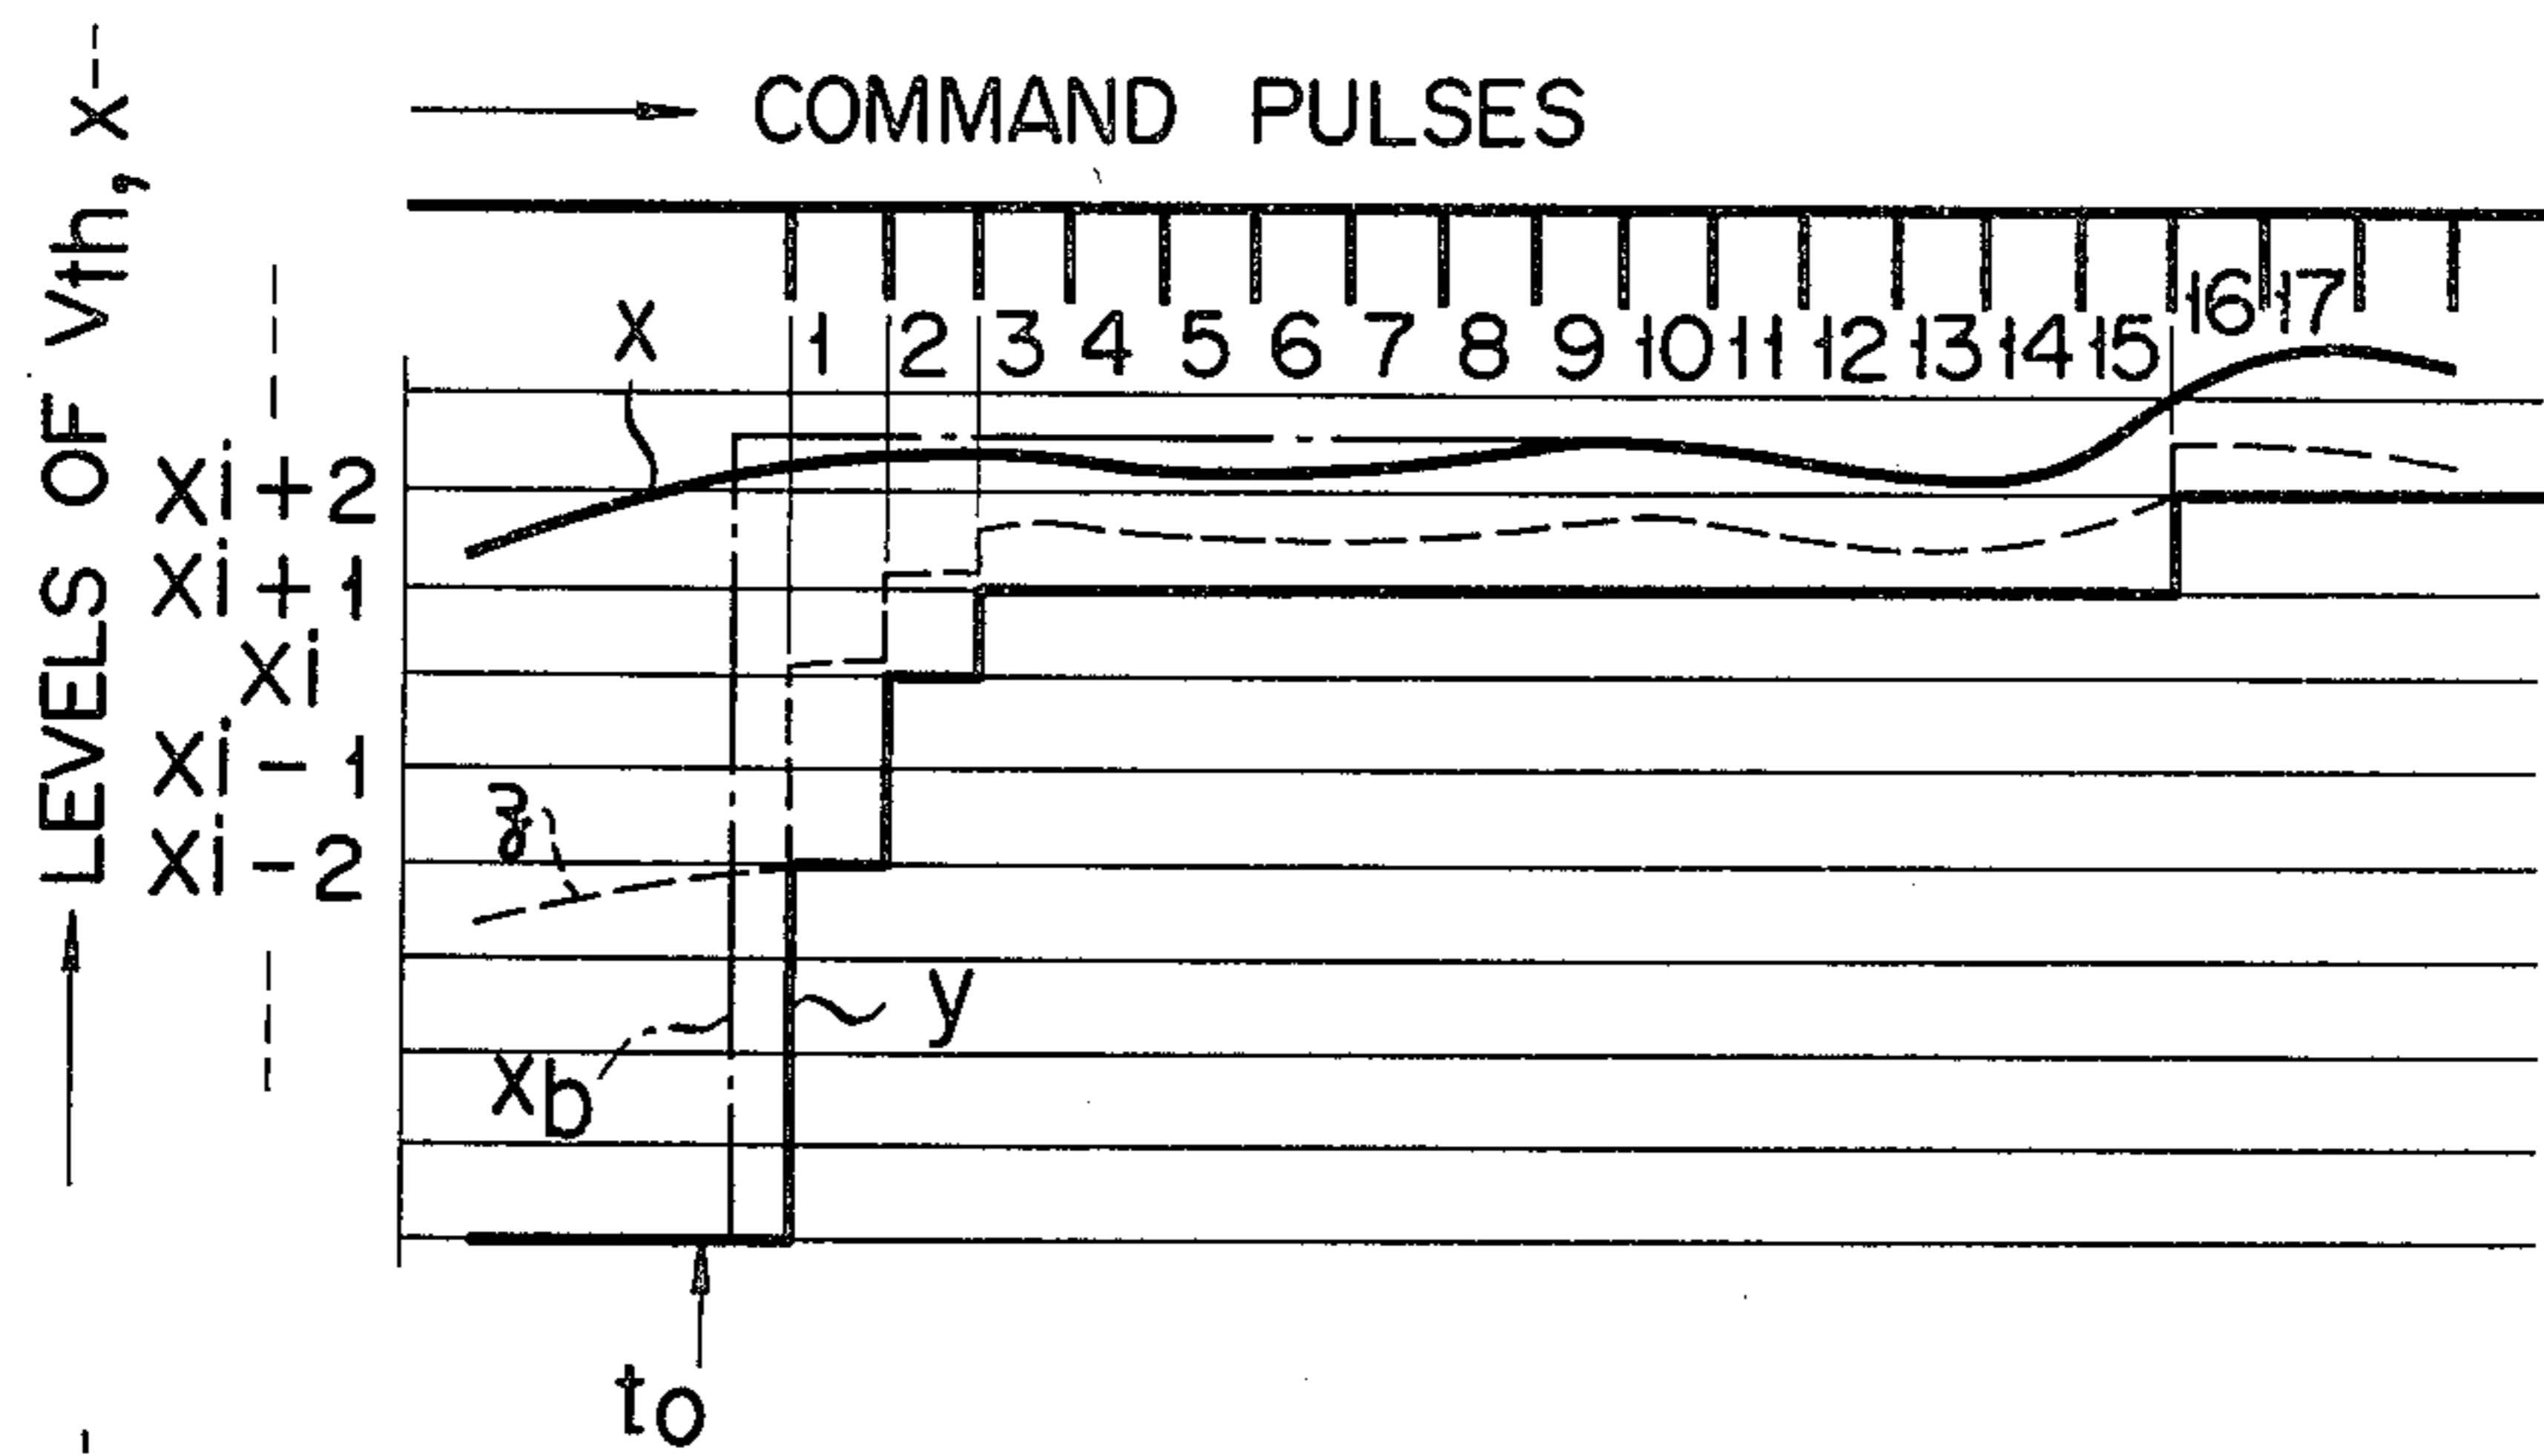 COMMAND PULSES
LEVELS OF Vth, x--
1 2 3 4 5 6 7 8 9 10 11 12 13 14 15 16 17
x
xi+2
xi+1
xi
xi-1
xi-2
z
y
xb
to